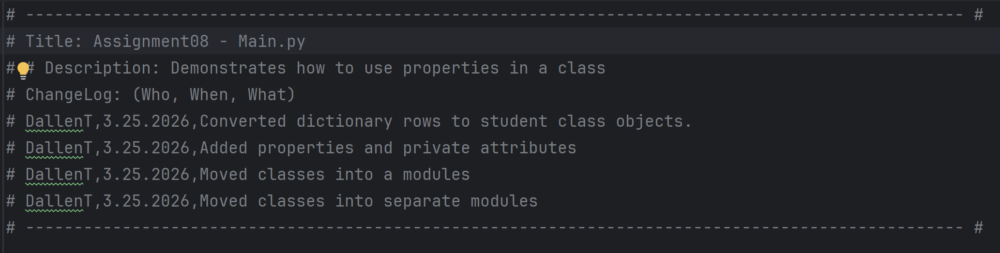 # ------------------------------------------------------------------------------------------------- #
# Title: Assignment08 - Main.py
# # Description: Demonstrates how to use properties in a class
# ChangeLog: (Who, When, What)
# DallenT,3.25.2026,Converted dictionary rows to student class objects.
# DallenT,3.25.2026,Added properties and private attributes
# DallenT,3.25.2026,Moved classes into a modules
# DallenT,3.25.2026,Moved classes into separate modules
# ------------------------------------------------------------------------------------------------- #